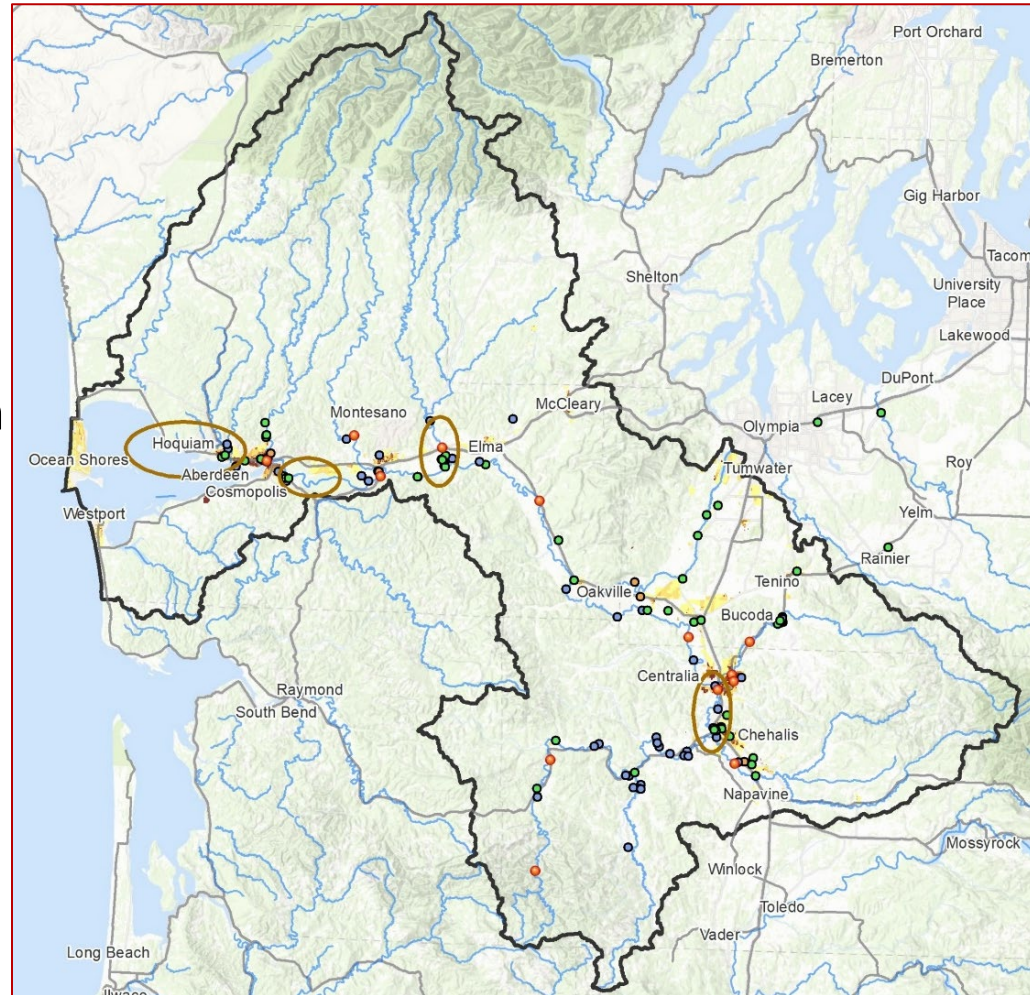 Port Orchard
Bremerton
Gig Harbor
Tacom
Shelton
University
Place
Lakewood
DuPont
McCleary
Lacey
Montesano
Olympia
Hoquiam
Elma
Ocean Shores
Aberdeen
Roy
Tumwater
Cosmopolis
Westport
Yelm
Rainier
Tenino
Oakville
Bucoda
Centralia
Raymond
South Bend
Chehalis
Napavine
Mossyrock
Winlock
Toledo
Vader
Long Beach